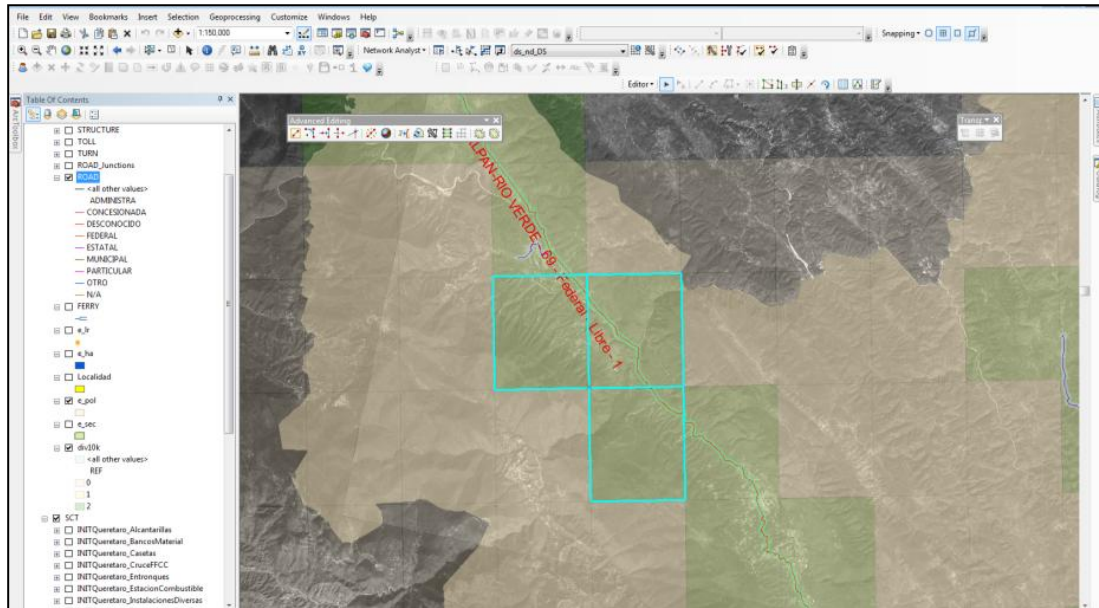 File Edit View Bookmarks Insert Selection Geoprocessing Customize Windows Help
1:150,000
Snapping
Network Analyst
ds_nd_DS
Editor
Table Of Contents
ArcToolbox
STRUCTURE
TOLL
TURN
ROAD_Junctions
ROAD
<all other values>
ADMINISTRA
CONCESIONADA
DESCONOCIDO
FEDERAL
ESTATAL
MUNICIPAL
PARTICULAR
OTRO
N/A
FERRY
e_lr
e_ha
Localidad
e_pol
e_sec
div10k
<all other values>
REF
0
1
2
SCT
INITQueretaro_Alcantarillas
INITQueretaro_BancosMaterial
INITQueretaro_Casetas
INITQueretaro_CruceFFCC
INITQueretaro_Entronques
INITQueretaro_EstacionCombustible
INITQueretaro_InstalacionesDiversas
Advanced Editing
ALPAN-RIO VERDE 69 - Federal Libre - 1